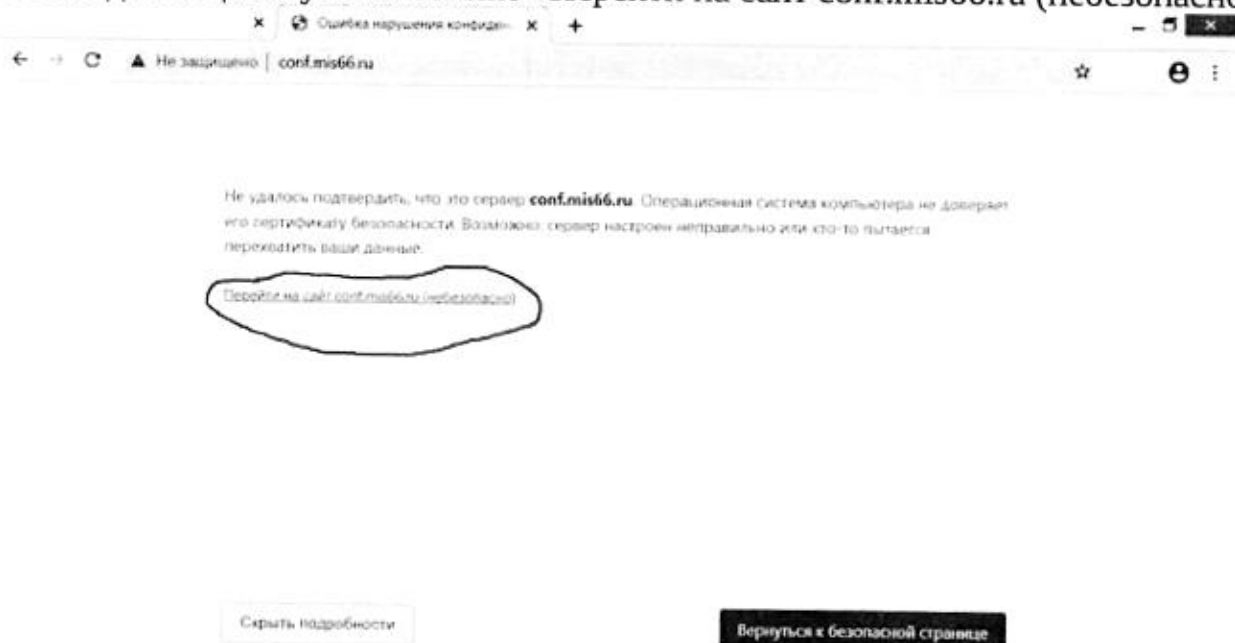 на сайт conf.mis66.ru (небезопасно
Ошибка нарушения конфиден
Не защищено | conf.mis66.ru
Не удалось подтвердить, что это сервер conf.mis66.ru. Операционная система компьютера не доверяет
его сертификату безопасности. Возможно, сервер настроен неправильно или кто-то пытается
перехватить ваши данные.
Перейти на сайт conf.mis66.ru (небезопасно)
Скрыть подробности
Вернуться к безопасной странице